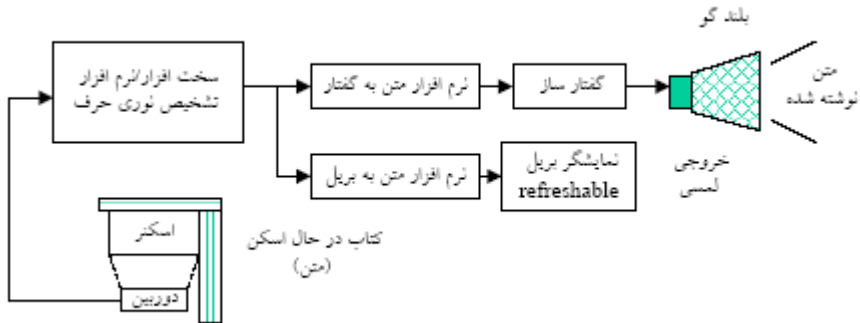 بلند گو
سخت افزار/نرم افزار
تشخیص نوری حرف
نرم افزار متن به گفتار
گفتار ساز
متن
نوشته شده
نرم افزار متن به بریل
نمایشگر بریل
refreshable
خروجی
لمسی
اسکنر
دوربین
کتاب در حال اسکن
(متن)